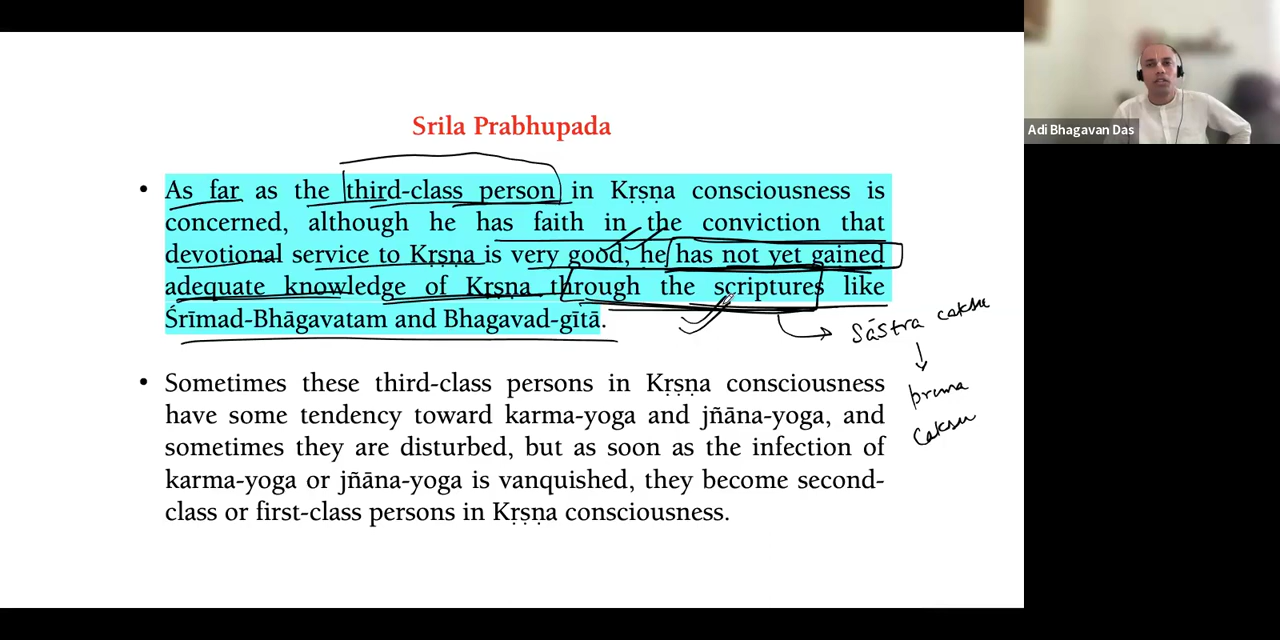 Srila Prabhupada
• As far as the third-class person in Kṛṣṇa consciousness is
concerned, although he has faith in the conviction that
devotional service to Kṛṣṇa is very good, he has not yet gained
adequate knowledge of Kṛṣṇa through the scriptures like
Śrīmad-Bhāgavatam and Bhagavad-gītā.
• Sometimes these third-class persons in Kṛṣṇa consciousness
have some tendency toward karma-yoga and jñāna-yoga, and
sometimes they are disturbed, but as soon as the infection of
karma-yoga or jñāna-yoga is vanquished, they become second-
class or first-class persons in Kṛṣṇa consciousness.
Śāstra caksu
prema
caksu
Adi Bhagavan Das